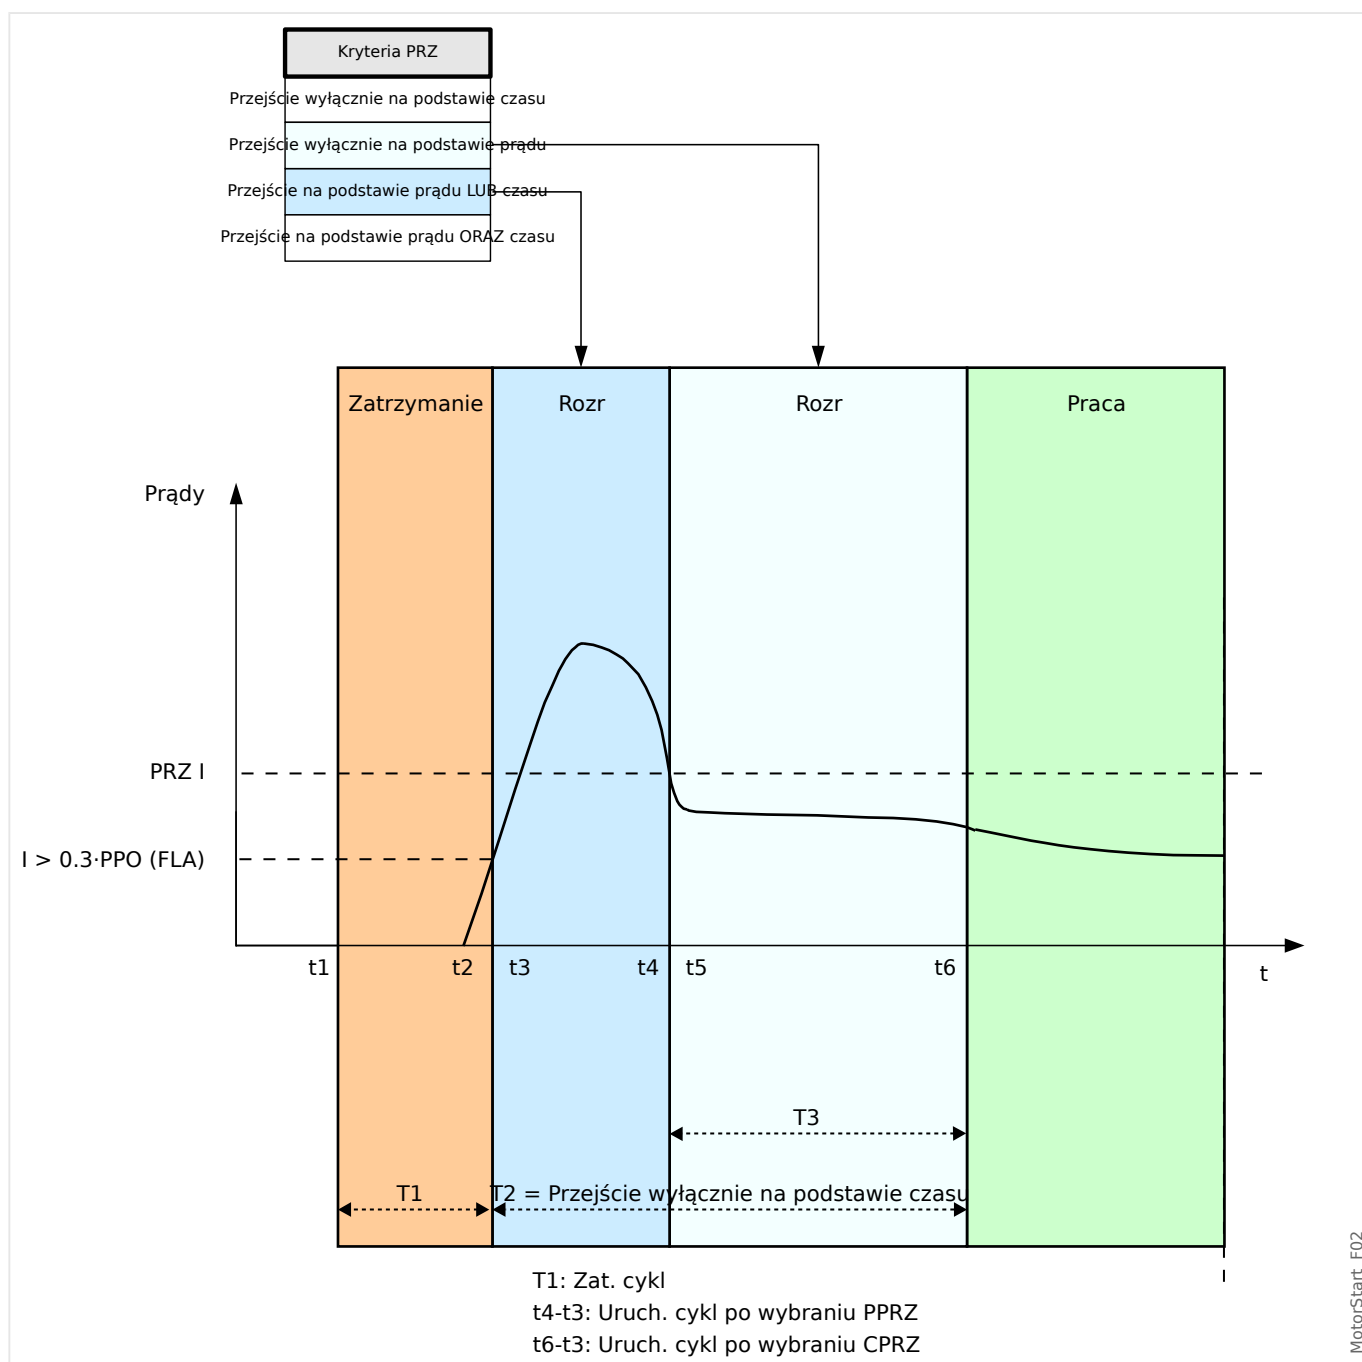 Kryteria PRZ
Przejście wyłącznie na podstawie czasu
Przejście wyłącznie na podstawie prądu
Przejście na podstawie prądu LUB czasu
Przejście na podstawie prądu ORAZ czasu
Zatrzymanie
Rozr
Rozr
Praca
Prądy
PRZ I
I > 0.3·PPO (FLA)
t1
t2
t3
t4
t5
t6
t
T3
T1
T2 = Przejście wyłącznie na podstawie czasu
T1: Zat. cykl
t4-t3: Uruch. cykl po wybraniu PPRZ
t6-t3: Uruch. cykl po wybraniu CPRZ
MotorStart_F02